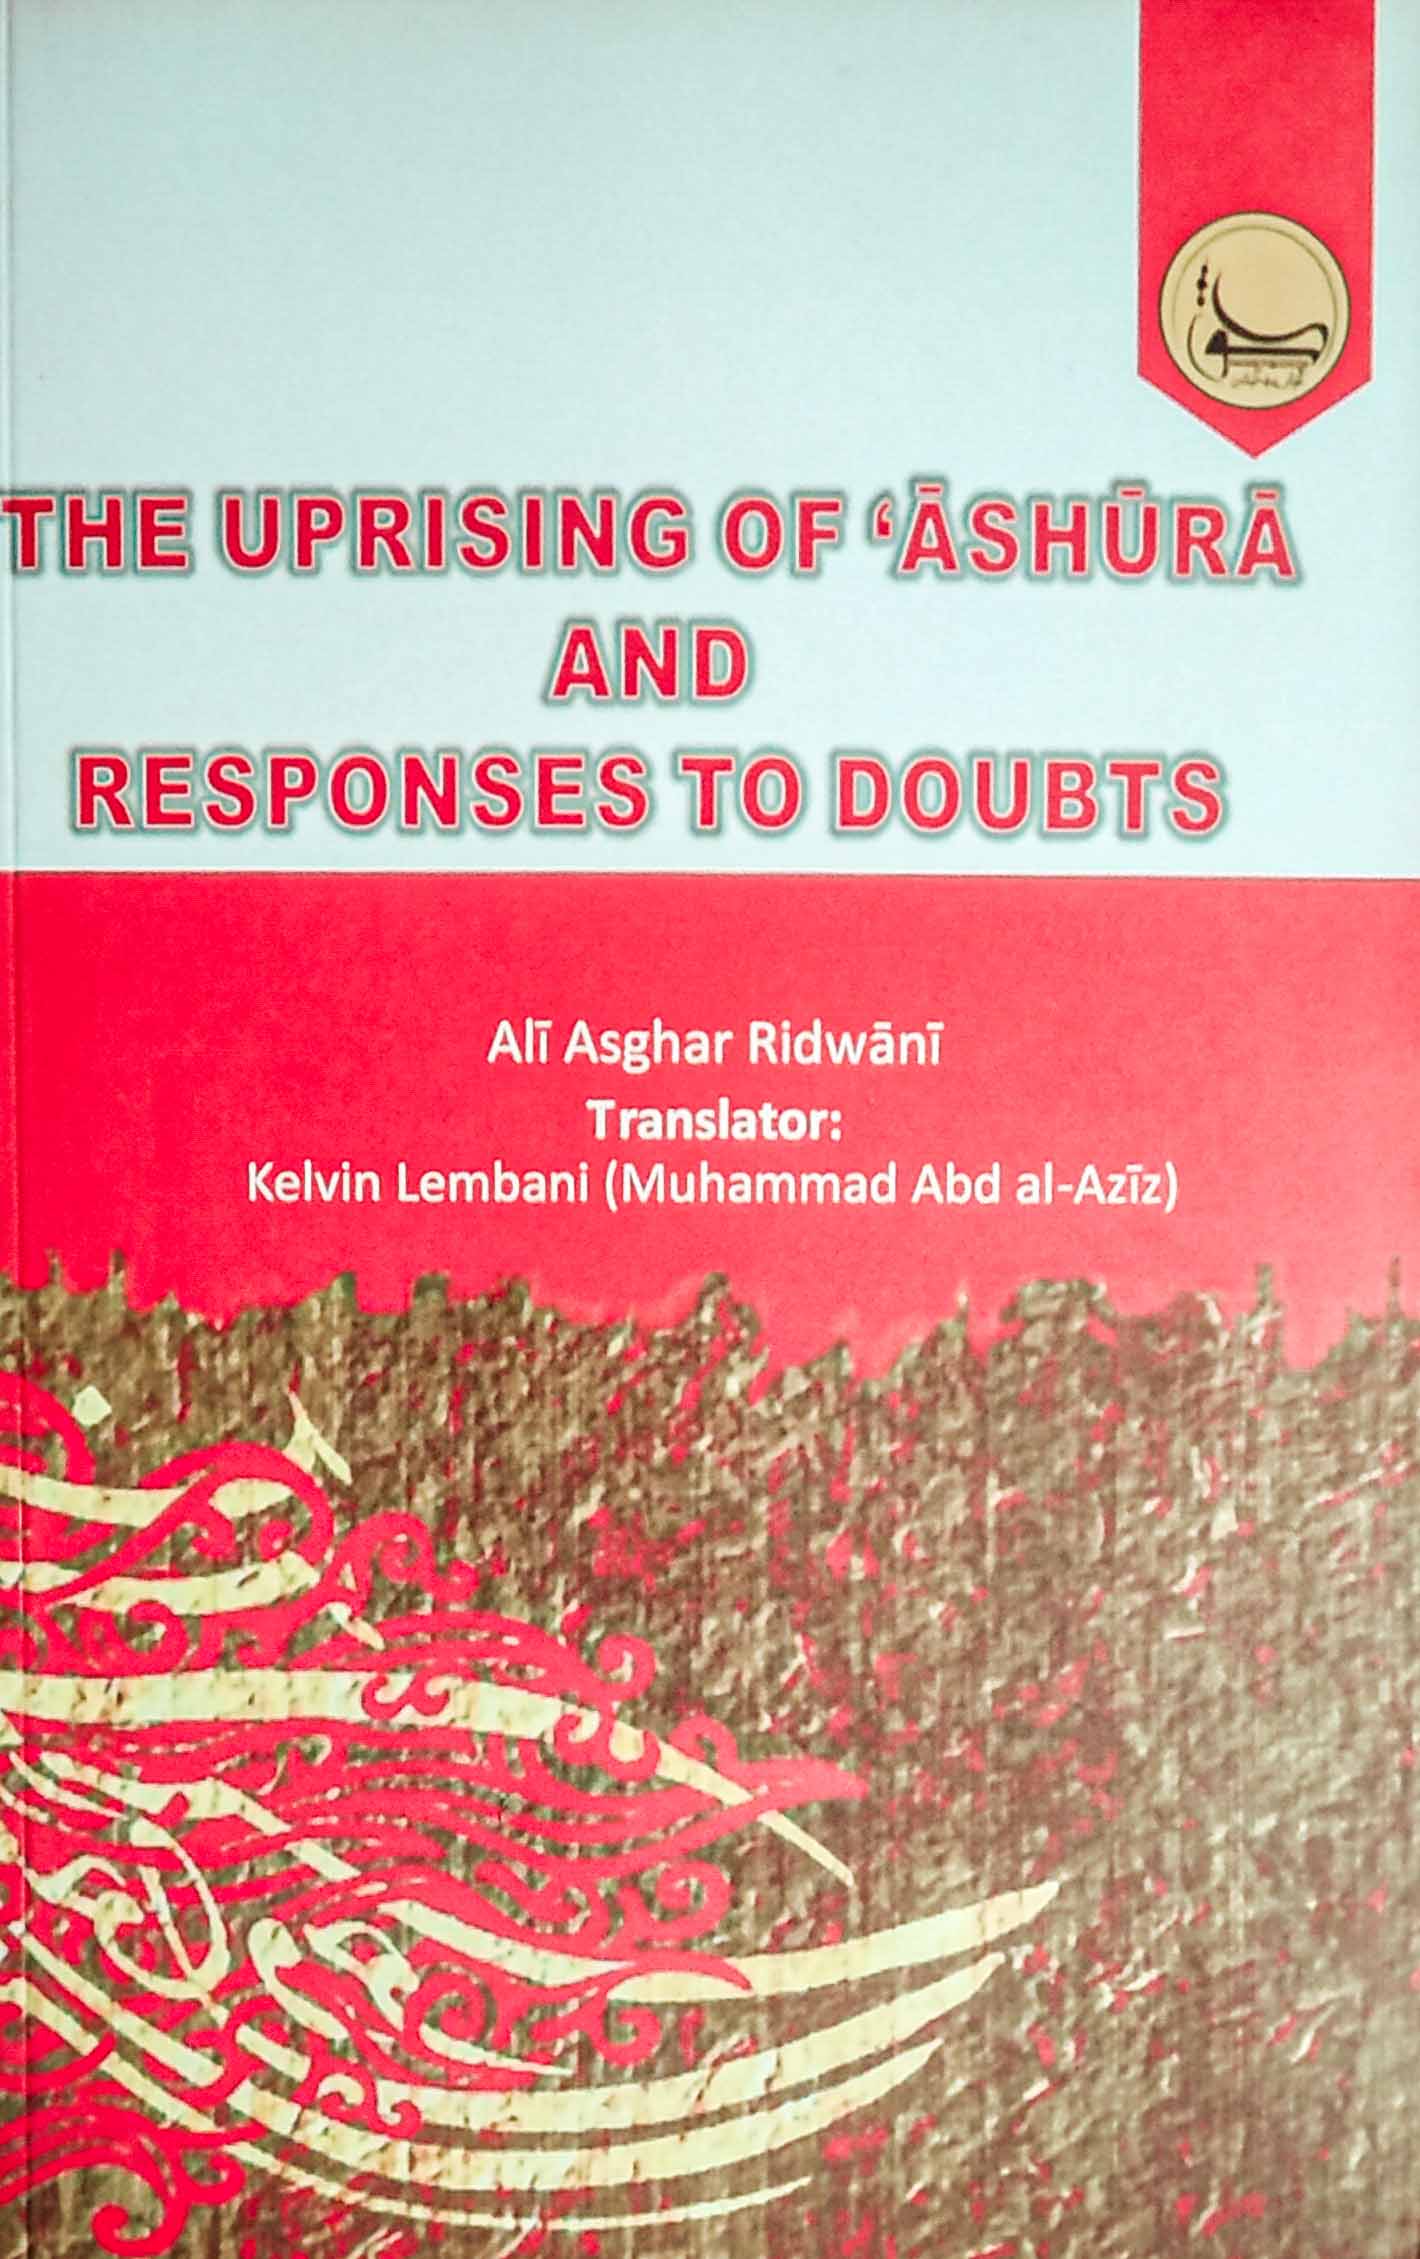 THE UPRISING OF ‘ĀSHŪRĀ
AND
RESPONSES TO DOUBTS
Alī Asghar Ridwānī
Translator:
Kelvin Lembani (Muhammad Abd al-Azīz)